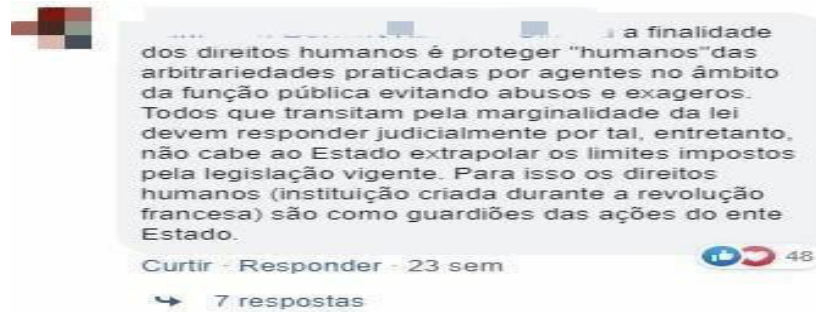 a finalidade
dos direitos humanos é proteger "humanos"das
arbitrariedades praticadas por agentes no âmbito
da função pública evitando abusos e exageros.
Todos que transitam pela marginalidade da lei
devem responder judicialmente por tal, entretanto,
não cabe ao Estado extrapolar os limites impostos
pela legislação vigente. Para isso os direitos
humanos (instituição criada durante a revolução
francesa) são como guardiões das ações do ente
Estado.
48
Curtir · Responder · 23 sem
7 respostas